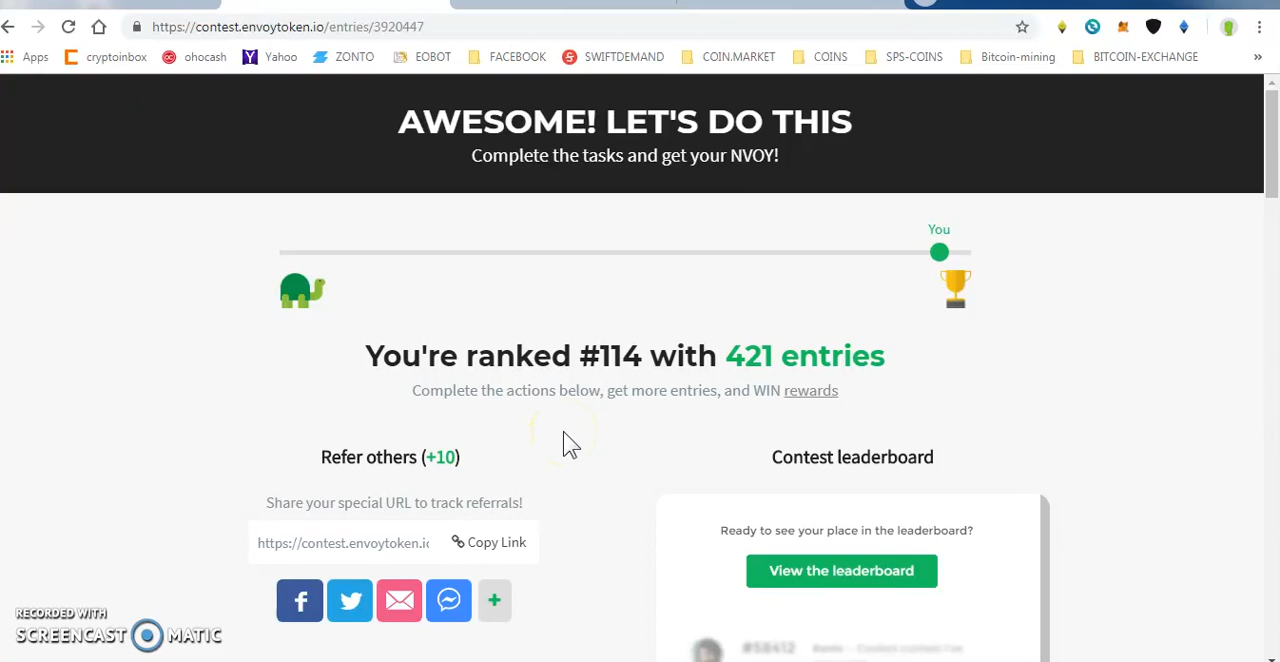 https://contest.envoytoken.io/entries/3920447
Apps cryptoinbox ohocash Yahoo ZONTO EOBOT FACEBOOK SWIFTDEMAND COIN.MARKET COINS SPS-COINS Bitcoin-mining BITCOIN-EXCHANGE »
AWESOME! LET'S DO THIS
Complete the tasks and get your NVOY!
You
You're ranked #114 with 421 entries
Complete the actions below, get more entries, and WIN rewards
Refer others (+10)
Contest leaderboard
Share your special URL to track referrals!
Ready to see your place in the leaderboard?
https://contest.envoytoken.io
Copy Link
View the leaderboard
RECORDED WITH
SCREENCAST MATIC
#58412